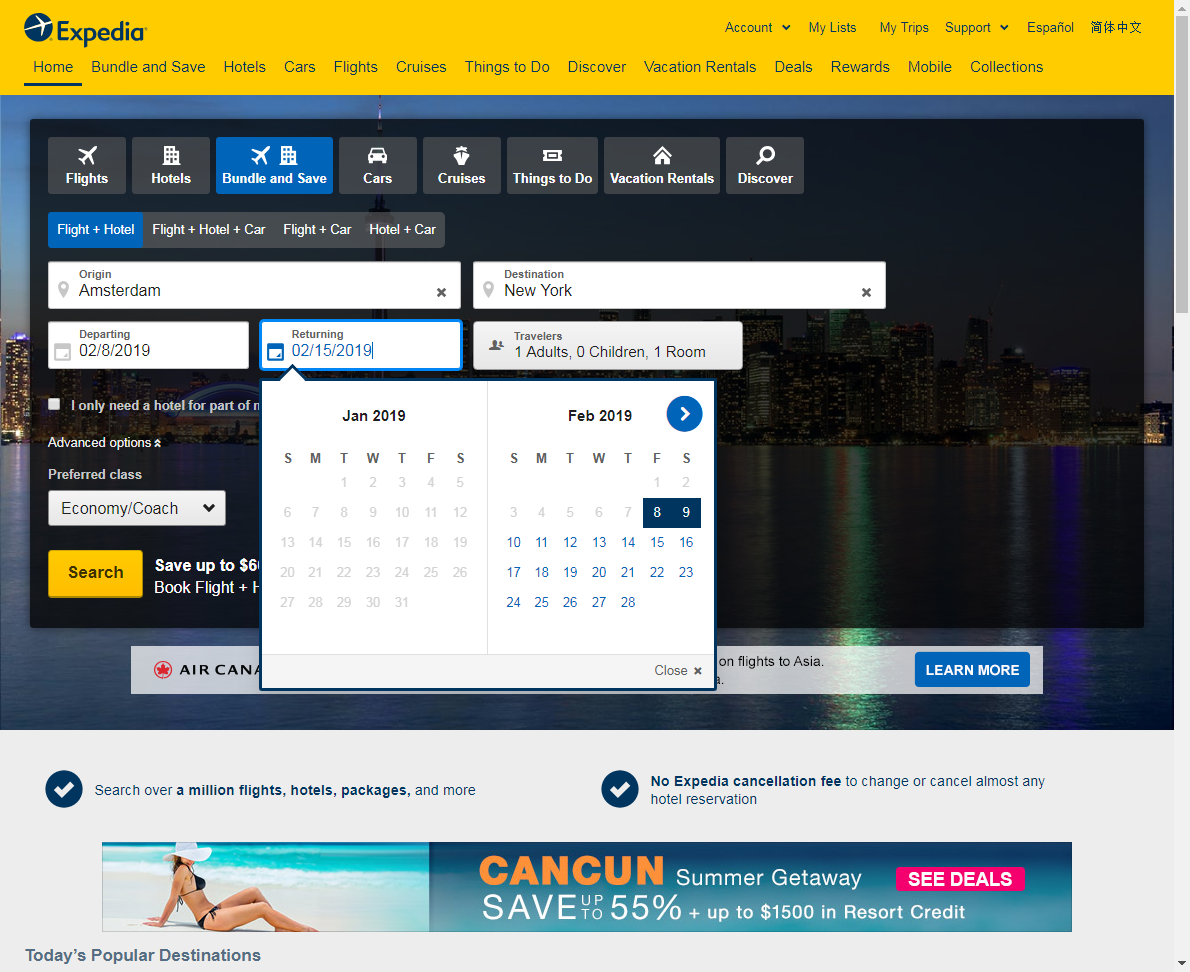 Expedia
Account My Lists My Trips Support Español 简体中文
Home Bundle and Save Hotels Cars Flights Cruises Things to Do Discover Vacation Rentals Deals Rewards Mobile Collections
Flights Hotels Bundle and Save Cars Cruises Things to Do Vacation Rentals Discover
Flight + Hotel Flight + Hotel + Car Flight + Car Hotel + Car
Origin
Amsterdam
Destination
New York
Departing
02/8/2019
Returning
02/15/2019
Travelers
1 Adults, 0 Children, 1 Room
I only need a hotel for part of
Advanced options
Preferred class
Economy/Coach
Search
Save up to $6
Book Flight +
Jan 2019
S M T W T F S
1 2 3 4 5
6 7 8 9 10 11 12
13 14 15 16 17 18 19
20 21 22 23 24 25 26
27 28 29 30 31
Feb 2019
S M T W T F S
1 2
3 4 5 6 7 8 9
10 11 12 13 14 15 16
17 18 19 20 21 22 23
24 25 26 27 28
Close
AIR CANA
on flights to Asia.
a.
LEARN MORE
Search over a million flights, hotels, packages, and more
No Expedia cancellation fee to change or cancel almost any
hotel reservation
CANCUN Summer Getaway
SAVE UP TO 55% + up to $1500 in Resort Credit
SEE DEALS
Today's Popular Destinations